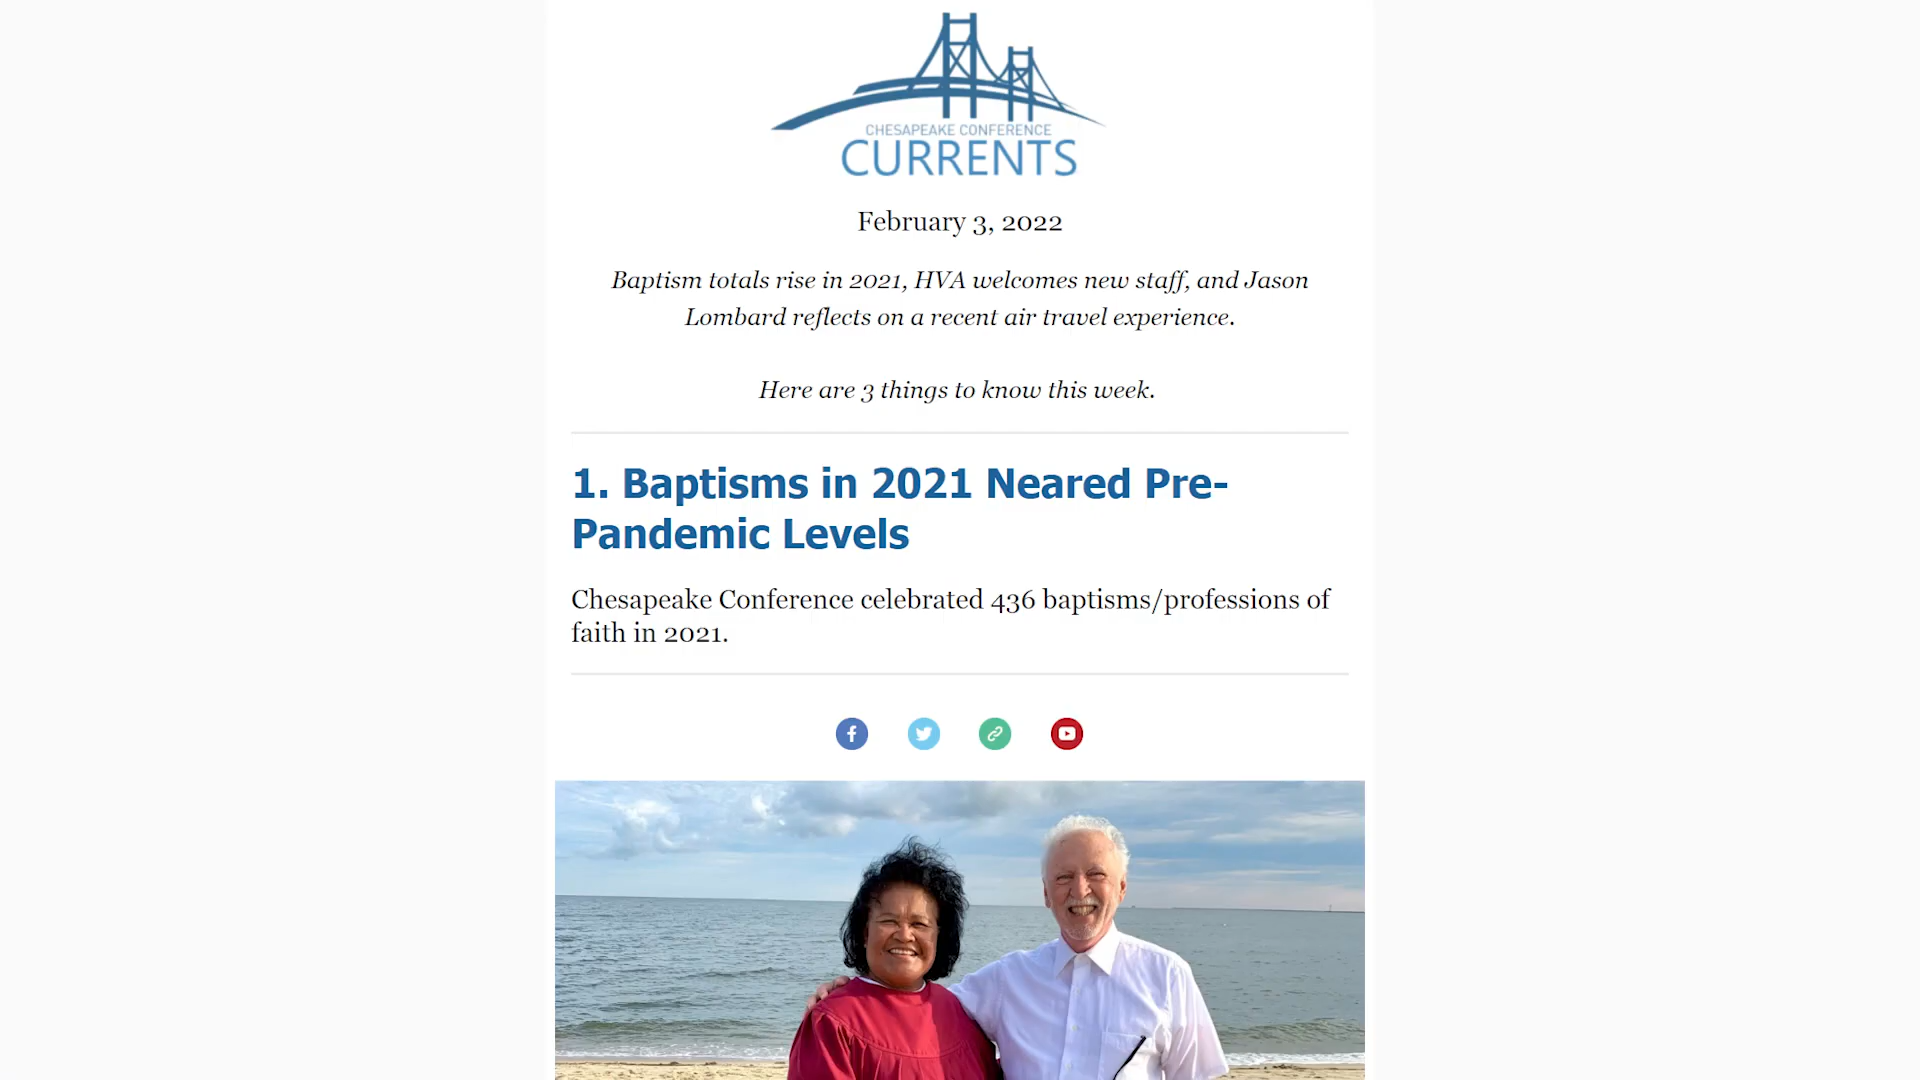 CHESAPEAKE CONFERENCE
CURRENTS
February 3, 2022
Baptism totals rise in 2021, HVA welcomes new staff, and Jason
Lombard reflects on a recent air travel experience.
Here are 3 things to know this week.
1. Baptisms in 2021 Neared Pre-
Pandemic Levels
Chesapeake Conference celebrated 436 baptisms/professions of
faith in 2021.